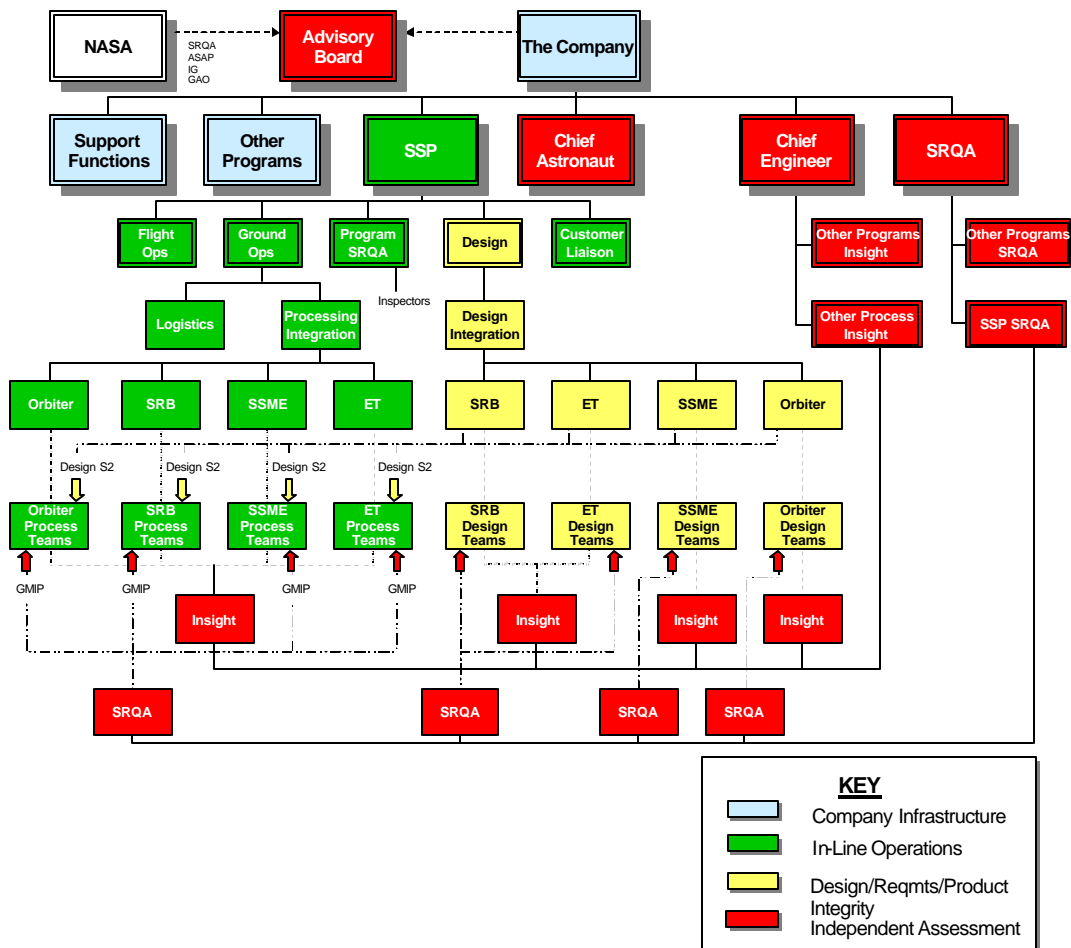 NASA
SRQA
ASAP
IG
GAO
Advisory
Board
The Company
Support
Functions
Other
Programs
SSP
Chief
Astronaut
Chief
Engineer
SRQA
Flight
Ops
Ground
Ops
Program
SRQA
Design
Customer
Liaison
Other Programs
Insight
Other Programs
SRQA
Inspectors
Logistics
Processing
Integration
Design
Integration
Other Process
Insight
SSP SRQA
Orbiter
SRB
SSME
ET
SRB
ET
SSME
Orbiter
Design S2
Design S2
Design S2
Design S2
Orbiter
Process
Teams
SRB
Process
Teams
SSME
Process Teams
ET
Process
Teams
SRB
Design
Teams
ET
Design
Teams
SSME
Design
Teams
Orbiter
Design
Teams
GMIP
GMIP
GMIP
GMIP
Insight
Insight
Insight
Insight
SRQA
SRQA
SRQA
SRQA
KEY
Company Infrastructure
In-Line Operations
Design/Reqmts/Product
Integrity
Independent Assessment